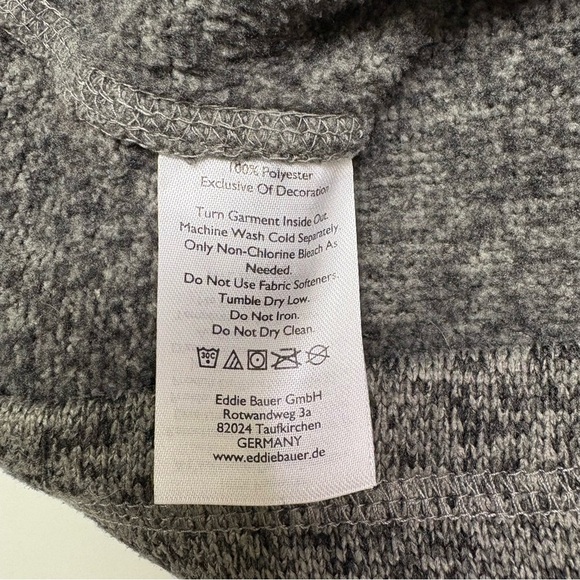 100% Polyester
Exclusive Of Decoration
Turn Garment Inside Out.
Machine Wash Cold Separately.
Only Non-Chlorine Bleach As
Needed.
Do Not Use Fabric Softeners.
Tumble Dry Low.
Do Not Iron.
Do Not Dry Clean.
30C
Eddie Bauer GmbH
Rotwandweg 3a
82024 Taufkirchen
GERMANY
www.eddiebauer.de